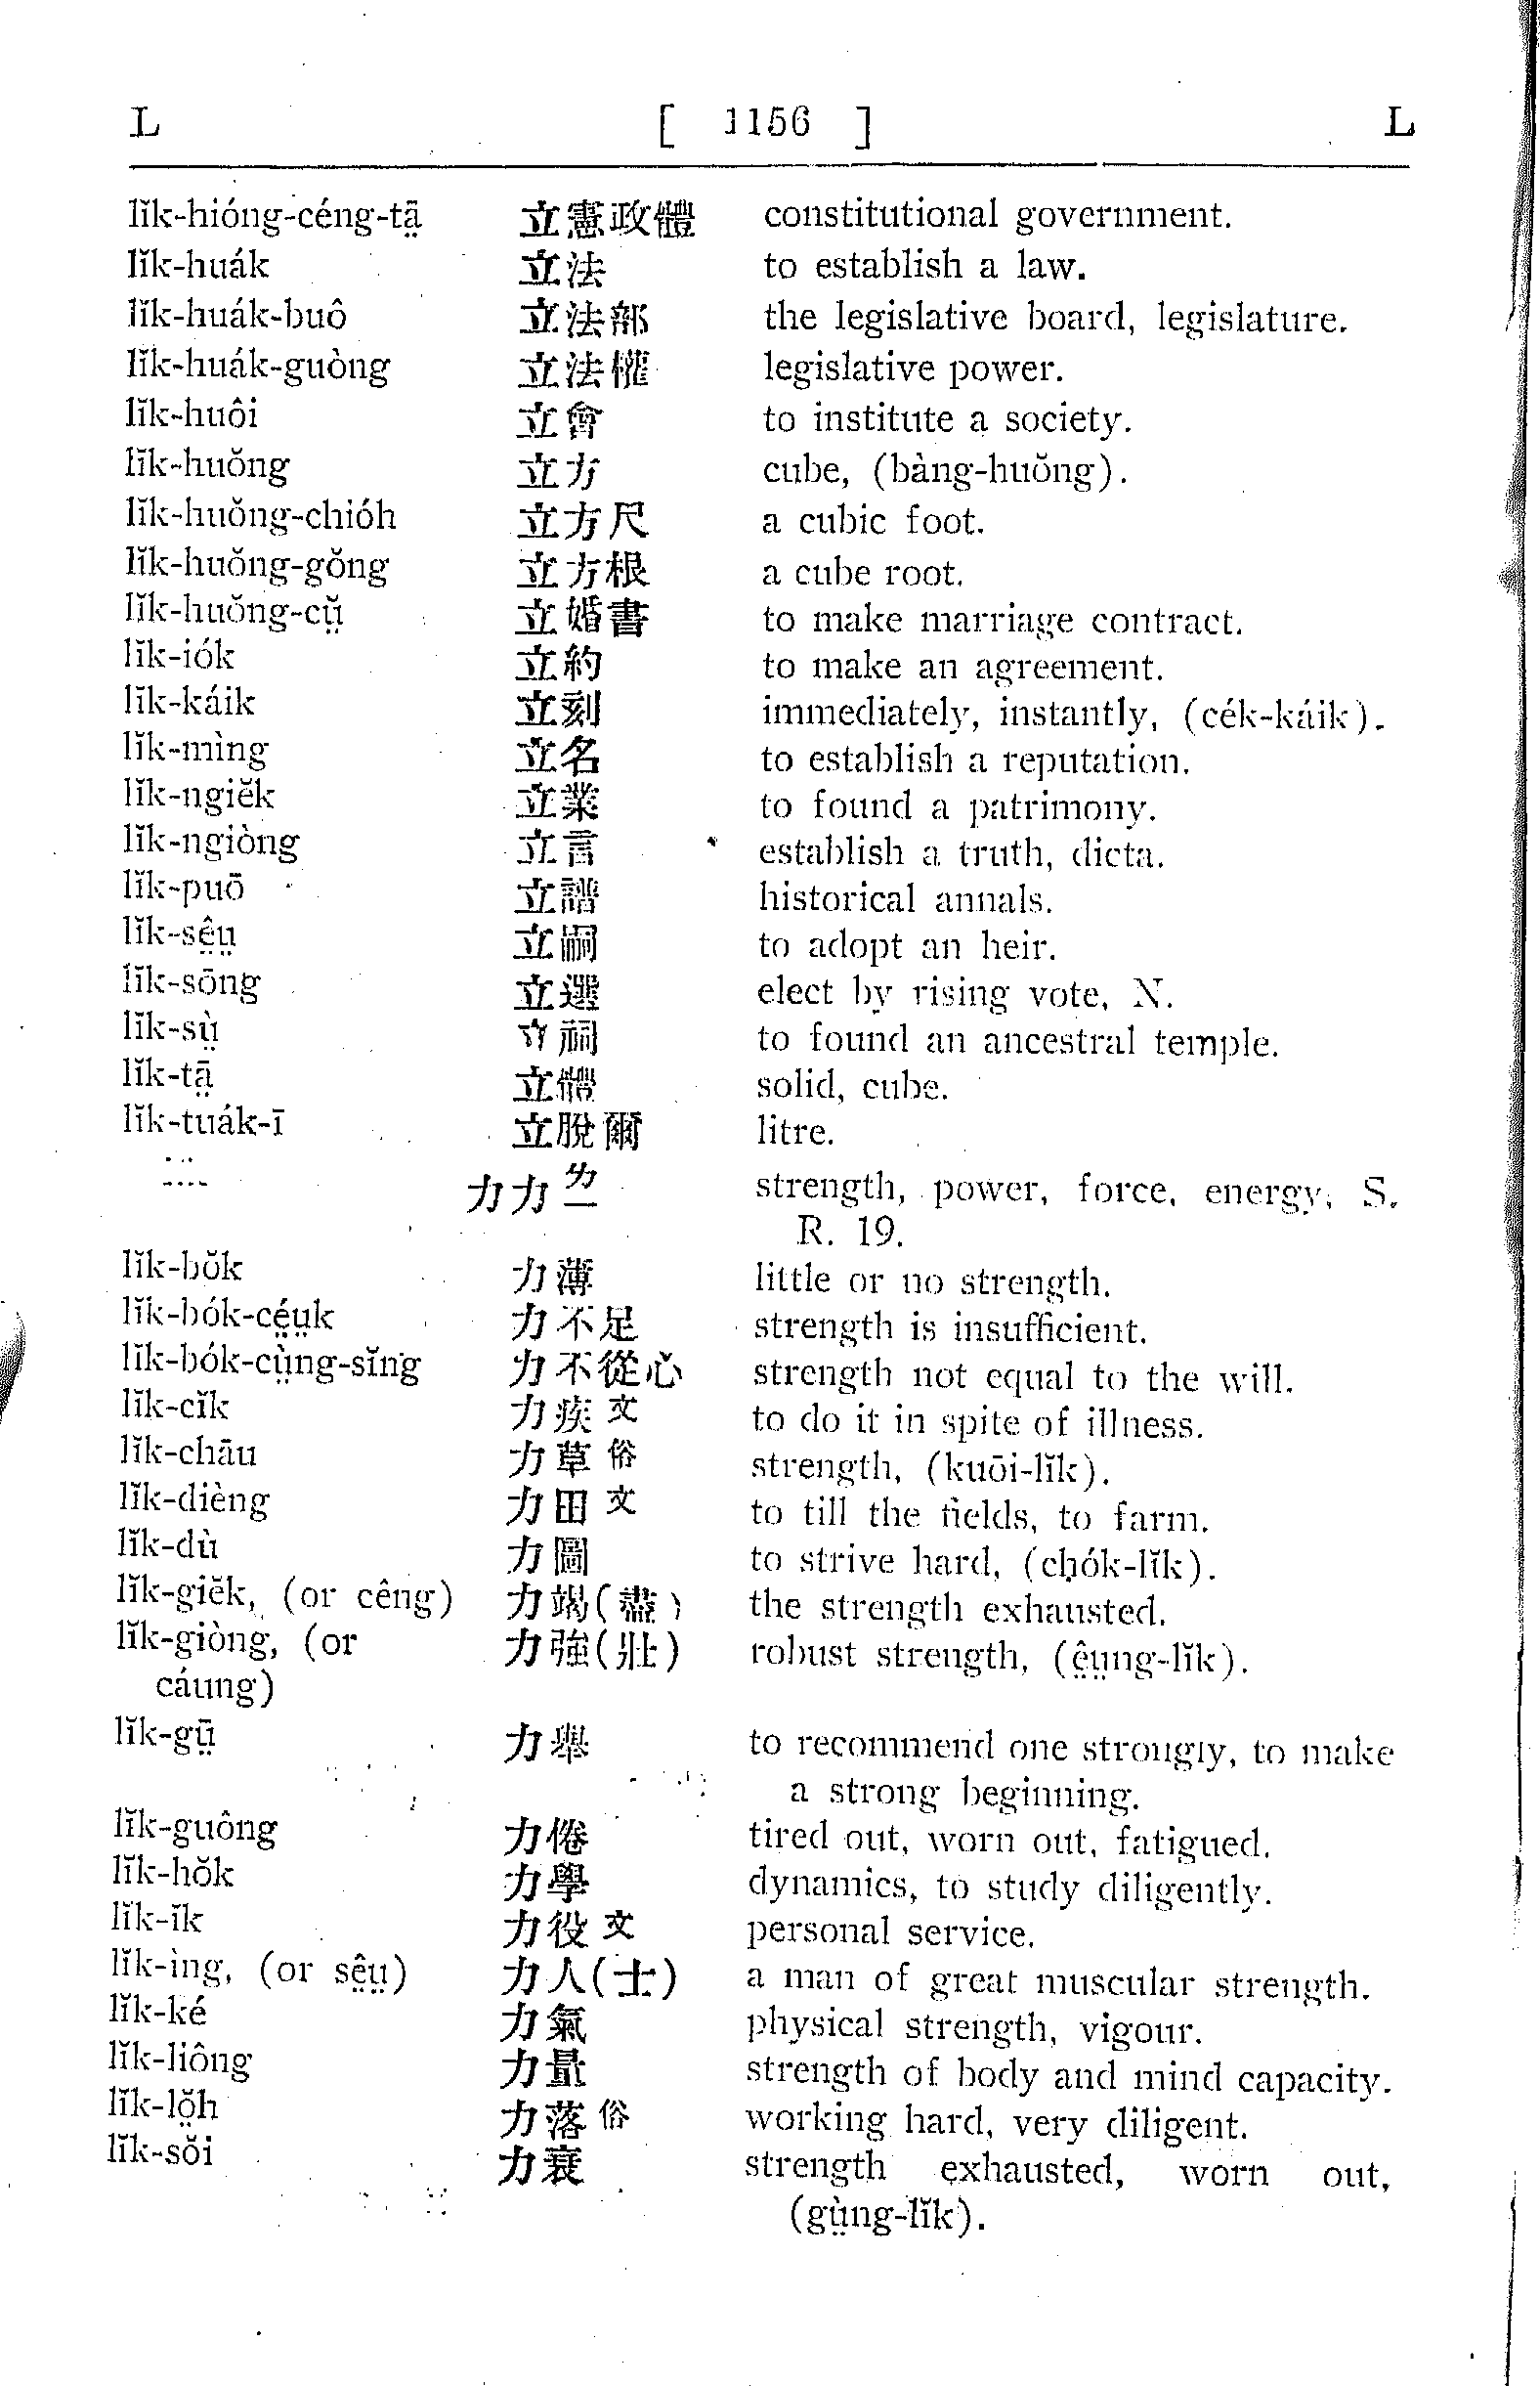 L [ 1156 ] L
lĭk-hióng-céng-tā̤ 立憲政體 constitutional government.
lĭk-huák 立法 to establish a law.
lĭk-huák-buô 立法部 the legislative board, legislature.
lĭk-huák-guòng 立法權 legislative power.
lĭk-huôi 立會 to institute a society.
lĭk-huŏng 立方 cube, (bàng-huŏng).
lĭk-huŏng-chióh 立方尺 a cubic foot.
lĭk-huŏng-gŏng 立方根 a cube root.
lĭk-huŏng-cṳ̆ 立婚書 to make marriage contract.
lĭk-iók 立約 to make an agreement.
lĭk-káik 立刻 immediately, instantly, (cék-káik).
lĭk-mìng 立名 to establish a reputation.
lĭk-ngiĕk 立業 to found a patrimony.
lĭk-ngiòng 立言 establish a truth, dicta.
lĭk-puō 立譜 historical annals.
lĭk-sê̤ṳ 立嗣 to adopt an heir.
lĭk-sōng 立選 elect by rising vote, N.
lĭk-sṳ̀ 立祠 to found an ancestral temple.
lĭk-tā̤ 立體 solid, cube.
lĭk-tuák-ī 立脫爾 litre.
力力 ㄌㄧ strength, power, force, energy, S.
R. 19.
lĭk-bŏk 力薄 little or no strength.
lĭk-bók-cé̤ṳk 力不足 strength is insufficient.
lĭk-bók-cṳ̀ng-sĭng 力不從心 strength not equal to the will.
lĭk-cĭk 力疾文 to do it in spite of illness.
lĭk-chāu 力草俗 strength, (kuōi-lĭk).
lĭk-dièng 力田文 to till the fields, to farm.
lĭk-dù 力圖 to strive hard, (cḥók-lĭk).
lĭk-giĕk, (or cêng) 力竭(盡) the strength exhausted.
lĭk-giòng, (or 力強(壯) robust strength, (ê̤ṳng-lĭk).
cáung)
lĭk-gṳ̄ 力舉 to recommend one strongly, to make
a strong beginning.
lĭk-guông 力倦 tired out, worn out, fatigued.
lĭk-hŏk 力學 dynamics, to study diligently.
lĭk-ĭk 力役文 personal service.
lĭk-ìng, (or sê̤ṳ) 力人(士) a man of great muscular strength.
lĭk-ké 力氣 physical strength, vigour.
lĭk-liông 力量 strength of body and mind capacity.
lĭk-lŏ̤h 力落俗 working hard, very diligent.
lĭk-sŏi 力衰 strength exhausted, worn out,
(gṳ̀ng-lĭk).